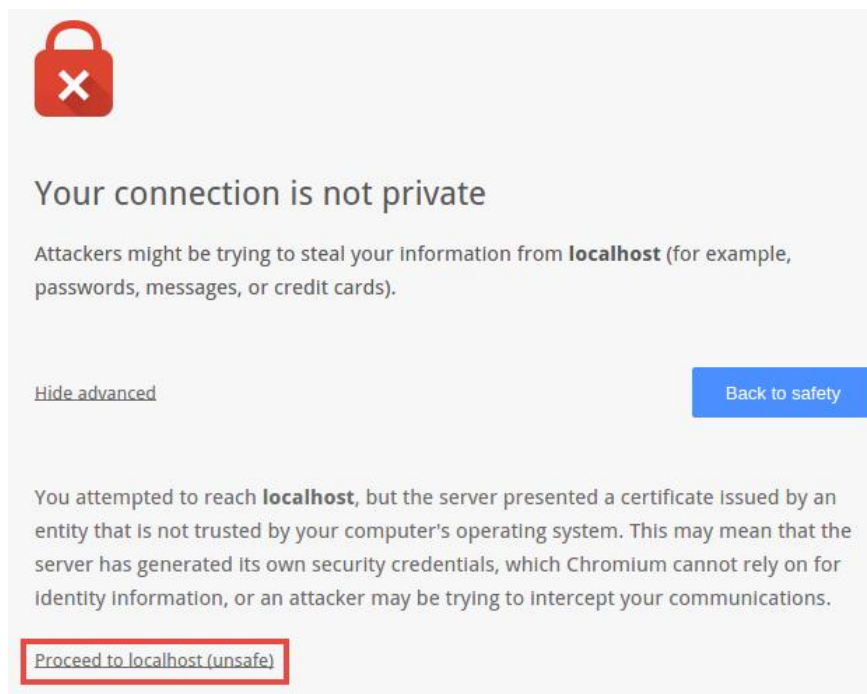 Your connection is not private
Attackers might be trying to steal your information from localhost (for example,
passwords, messages, or credit cards).
Hide advanced
Back to safety
You attempted to reach localhost, but the server presented a certificate issued by an
entity that is not trusted by your computer's operating system. This may mean that the
server has generated its own security credentials, which Chromium cannot rely on for
identity information, or an attacker may be trying to intercept your communications.
Proceed to localhost (unsafe)